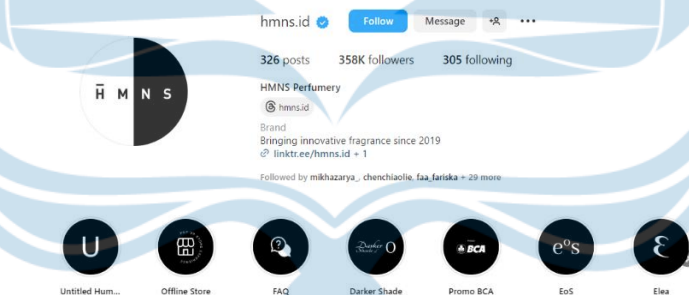 hmns.id Follow Message ...
326 posts 358K followers 305 following
H̄ M N S
HMNS Perfumery
hmns.id
Brand
Bringing innovative fragrance since 2019
linktr.ee/hmns.id + 1
Followed by mikhazarya_, chenchiaolie, faa_fariska + 29 more
U ? Darker Shade of O BCA eºs Ɛ
Untitled Hum... Offline Store FAQ Darker Shade Promo BCA EoS Elea